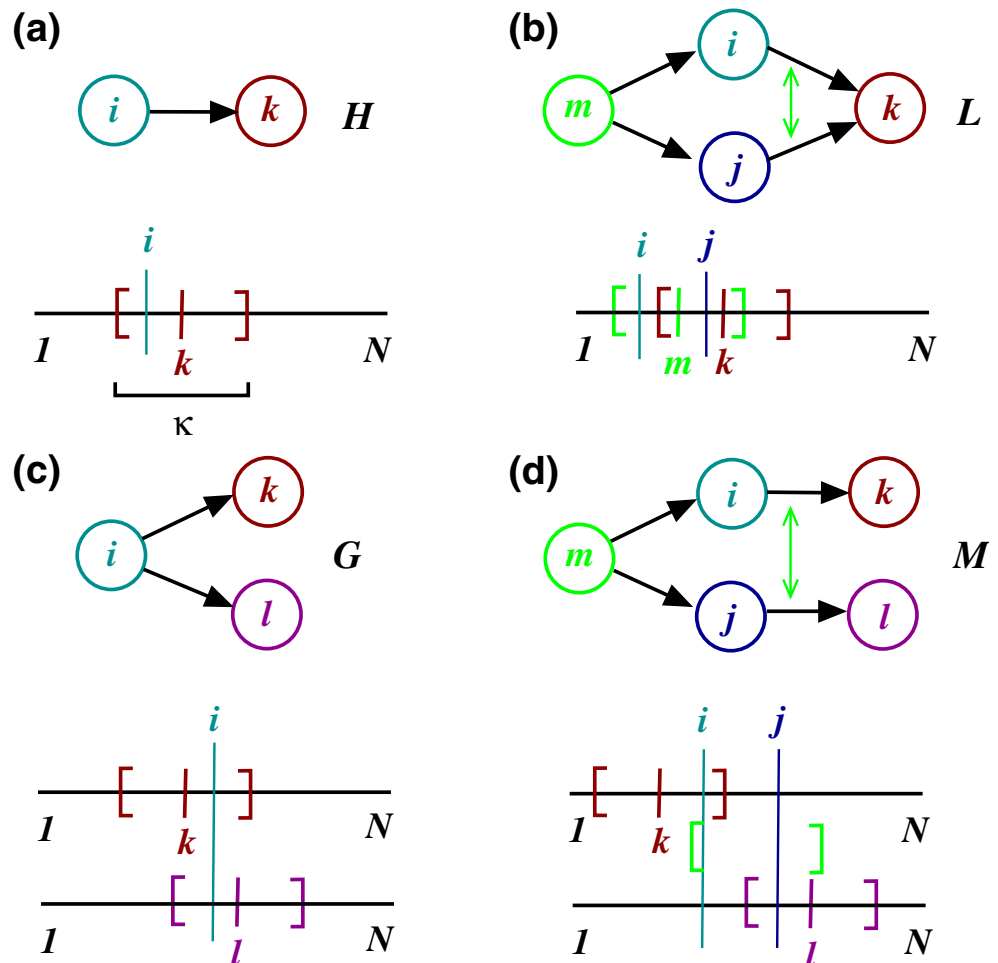 (a)
i k H
i
1 k N
κ
(b)
m i j k L
i j
1 m k N
(c)
i k l G
i
1 k N
1 l N
(d)
m i k j l M
i j
1 k N
1 l N